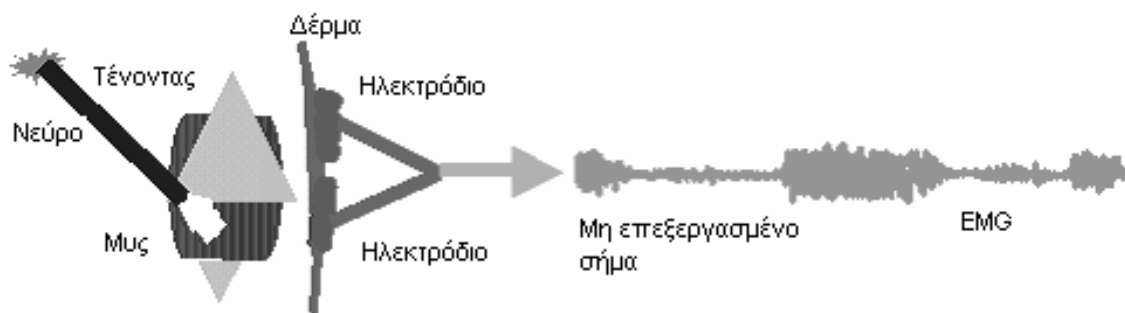 Δέρμα
Τένοντας
Ηλεκτρόδιο
Νεύρο
Μυς
Ηλεκτρόδιο
Μη επεξεργασμένο
σήμα
EMG